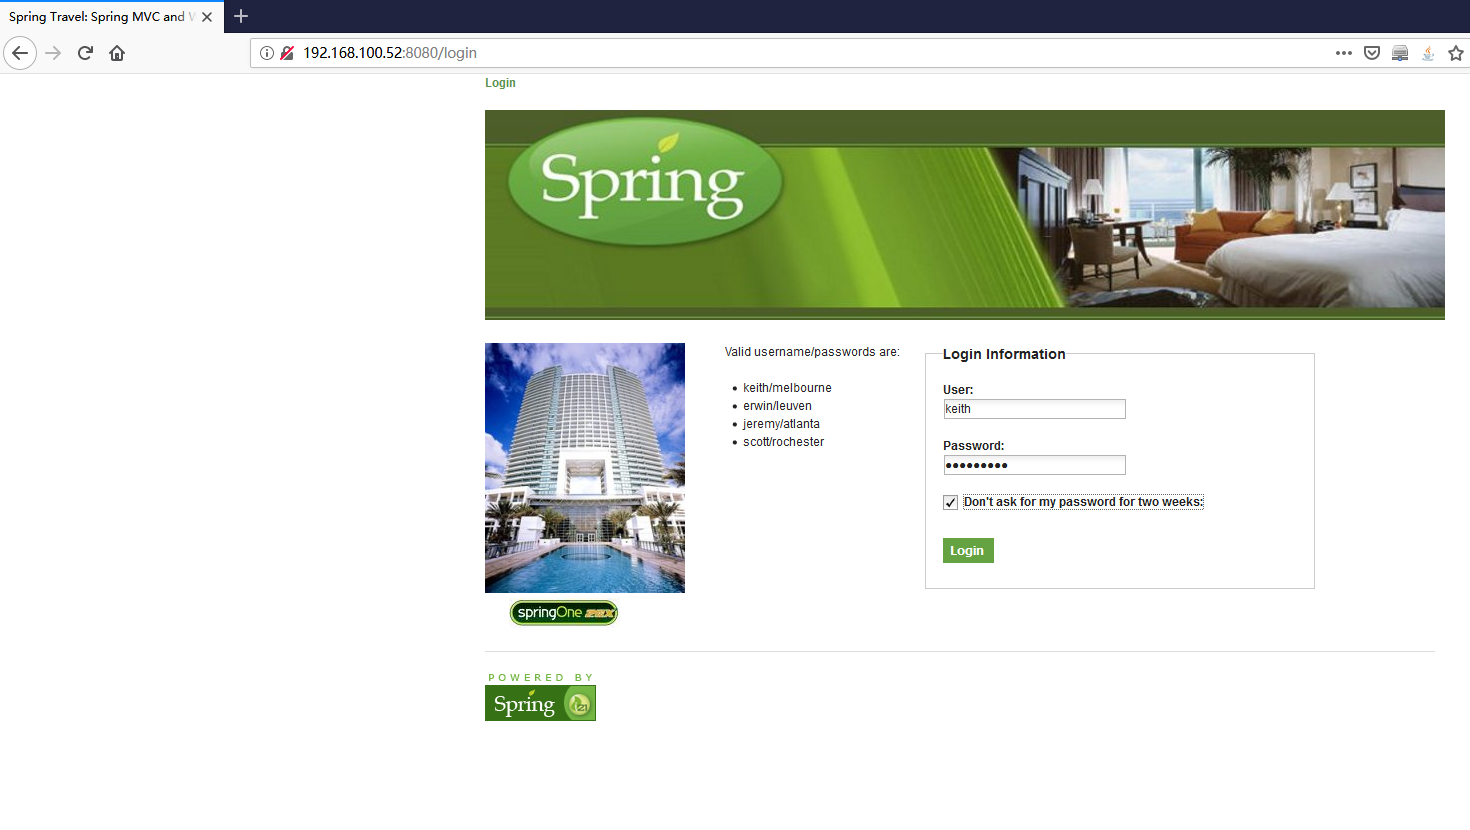 Spring Travel: Spring MVC and W
192.168.100.52:8080/login
Login
Spring
Valid username/passwords are:
keith/melbourne
erwin/leuven
jeremy/atlanta
scott/rochester
Login Information
User:
keith
Password:
•••••••••
Don't ask for my password for two weeks:
Login
springOne 2GX
POWERED BY
Spring